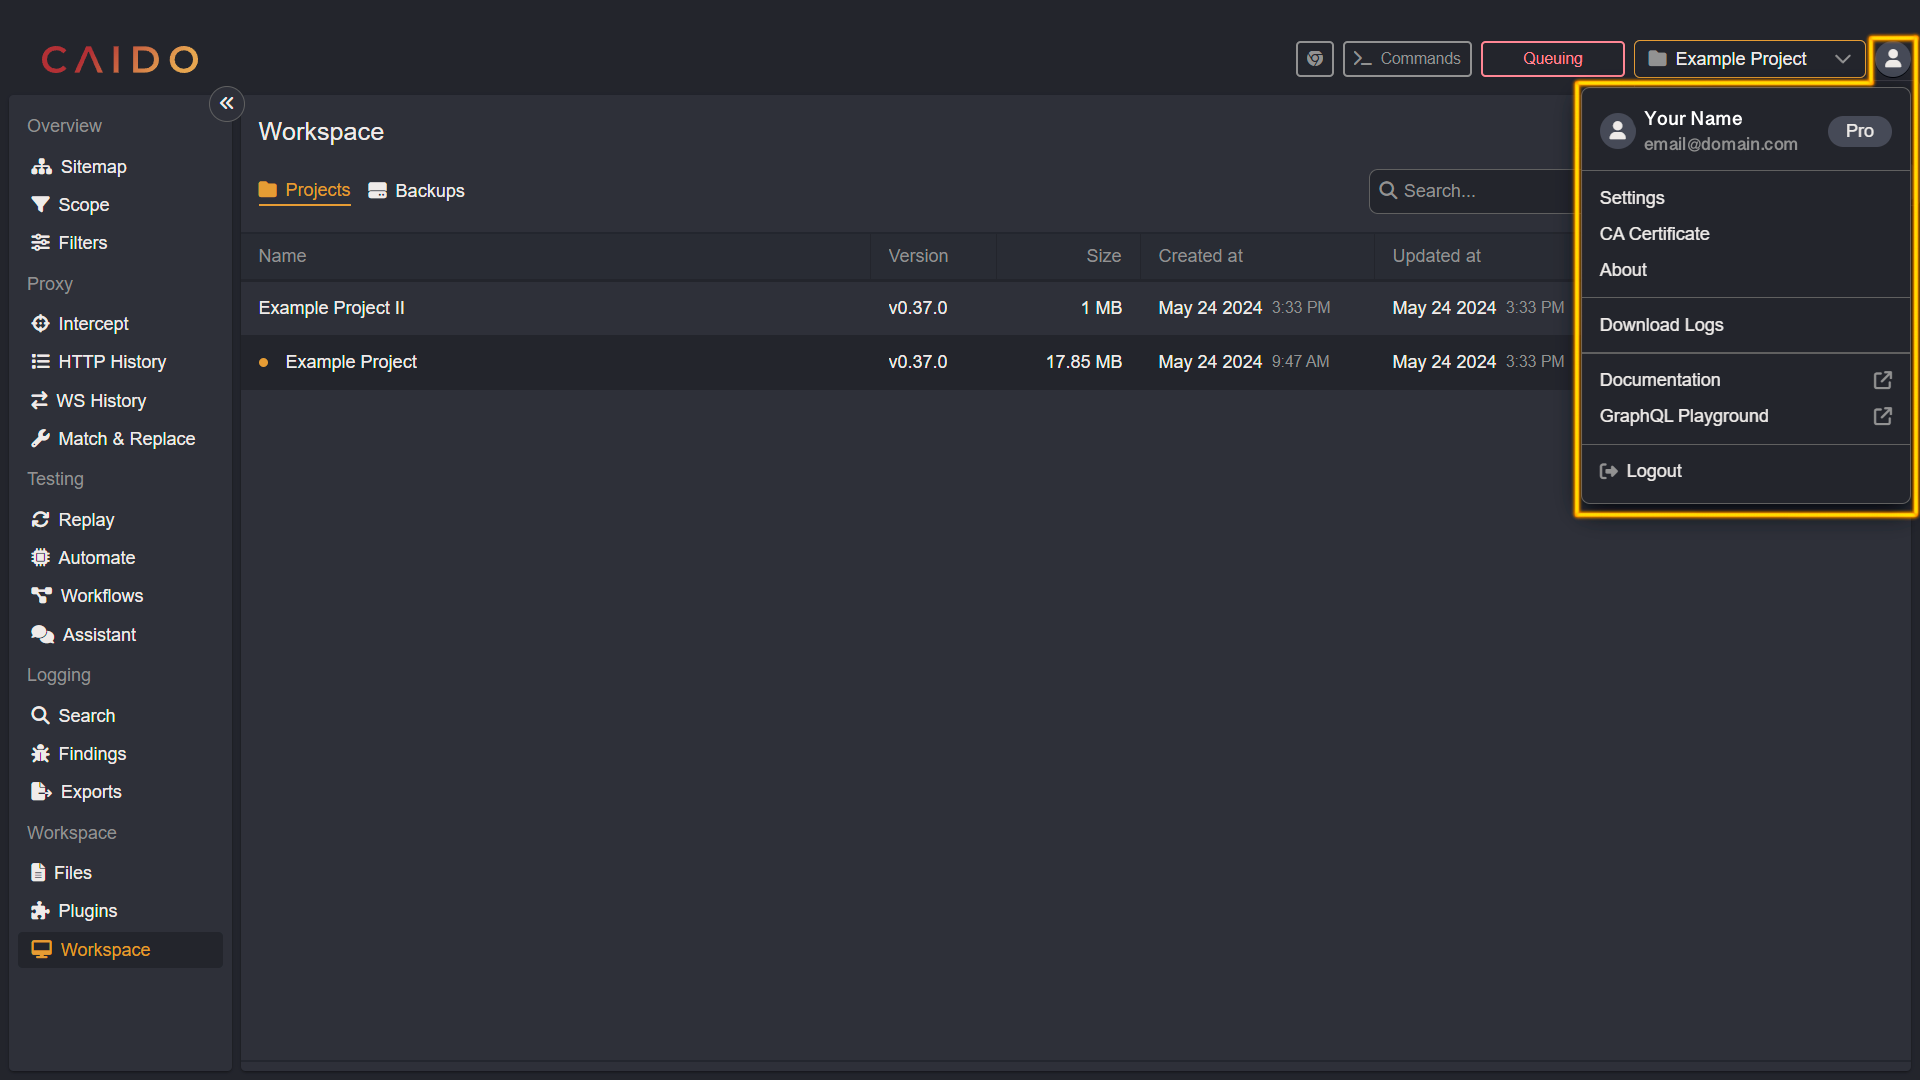 CAIDO
Commands
Queuing
Example Project
Overview
Sitemap
Scope
Filters
Proxy
Intercept
HTTP History
WS History
Match & Replace
Testing
Replay
Automate
Workflows
Assistant
Logging
Search
Findings
Exports
Workspace
Files
Plugins
Workspace
Workspace
Projects
Backups
Search...
Name Version Size Created at Updated at
Example Project II v0.37.0 1 MB May 24 2024 3:33 PM May 24 2024 3:33 PM
Example Project v0.37.0 17.85 MB May 24 2024 9:47 AM May 24 2024 3:33 PM
Your Name
email@domain.com
Pro
Settings
CA Certificate
About
Download Logs
Documentation
GraphQL Playground
Logout